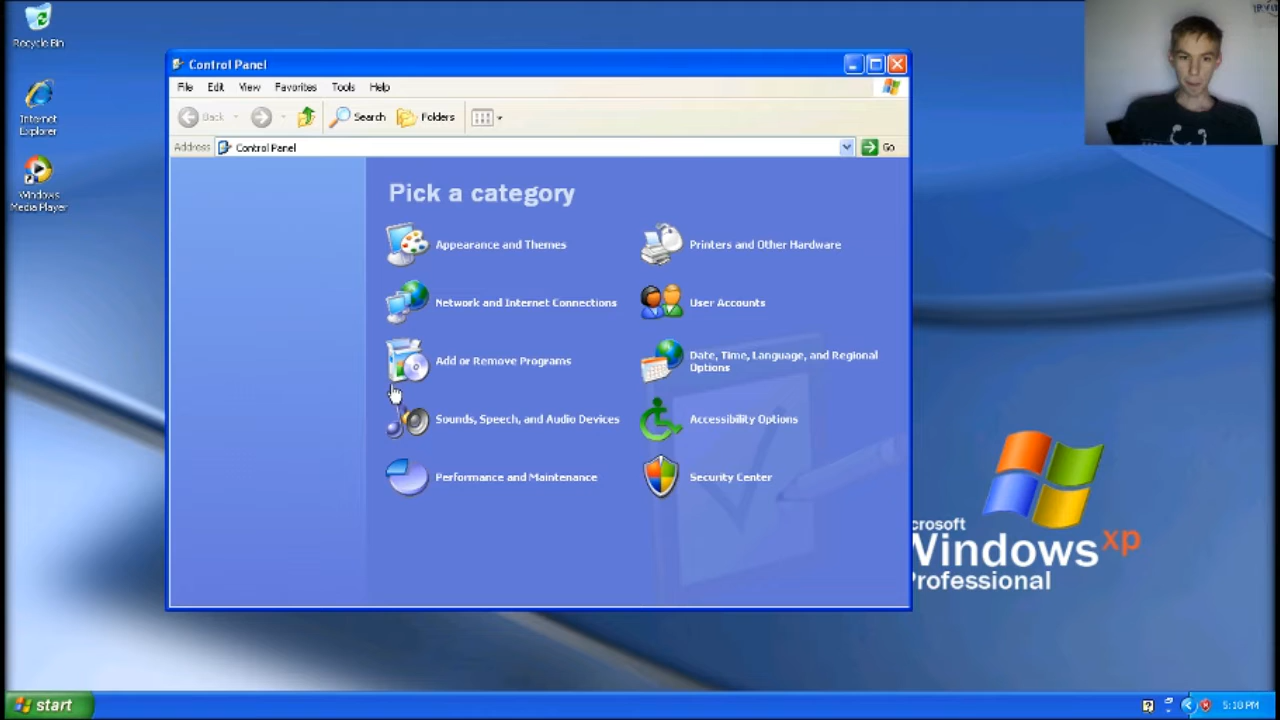 Recycle Bin
Internet
Explorer
Windows
Media Player
Control Panel
File Edit View Favorites Tools Help
Back Search Folders
Address Control Panel Go
Pick a category
Appearance and Themes
Printers and Other Hardware
Network and Internet Connections
User Accounts
Add or Remove Programs
Date, Time, Language, and Regional
Options
Sounds, Speech, and Audio Devices
Accessibility Options
Performance and Maintenance
Security Center
crosoft
Windows xp
Professional
start
5:18 PM